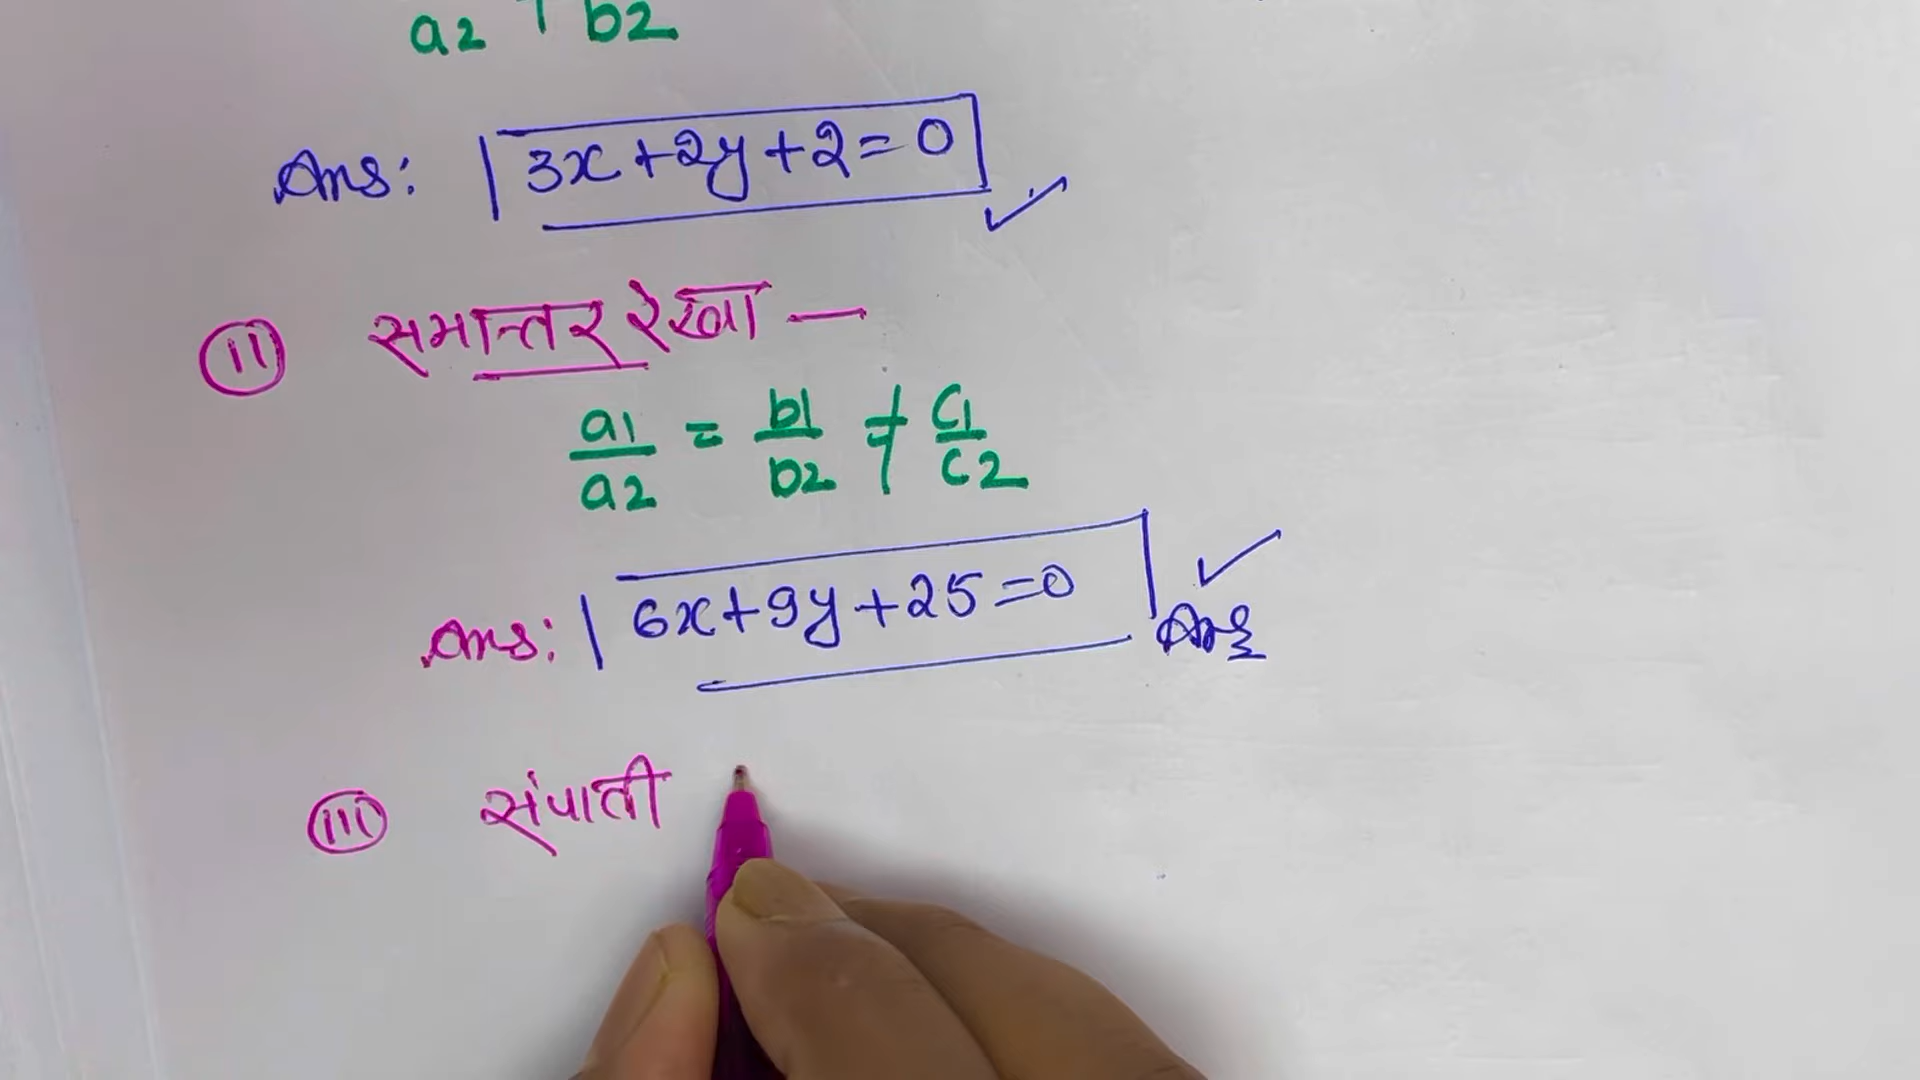 a2 ≠ b2
Ans: 3x+2y+2=0
(ii) समान्तर रेखा —
a1/a2 = b1/b2 ≠ c1/c2
Ans: 6x+9y+25=0 Ans
(iii) संपाती